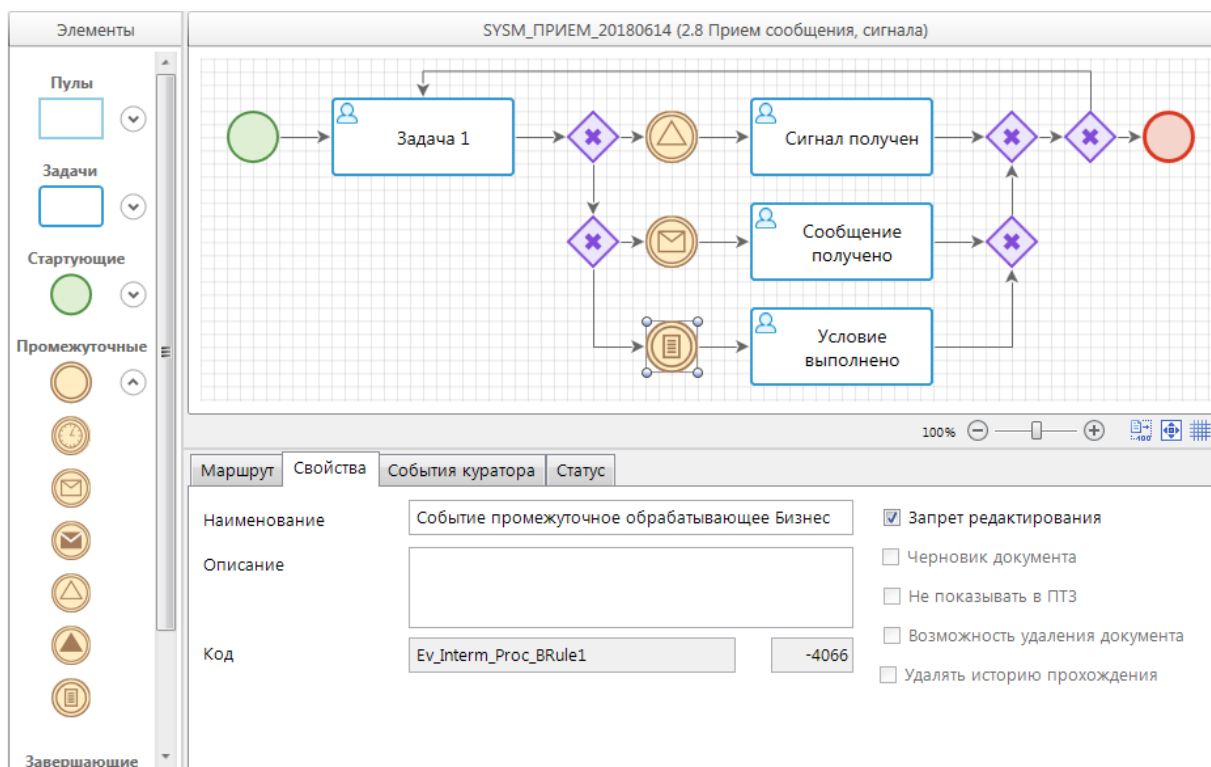 Элементы
SYSM_ПРИЕМ_20180614 (2.8 Прием сообщения, сигнала)
Пулы
Задачи
Стартующие
Промежуточные
Завершающие
Задача 1
Сигнал получен
Сообщение
получено
Условие
выполнено
100%
Маршрут
Свойства
События куратора
Статус
Наименование
Событие промежуточное обрабатывающее Бизнес
Запрет редактирования
Описание
Черновик документа
Не показывать в ПТЗ
Возможность удаления документа
Код
Ev_Interm_Proc_BRule1
-4066
Удалять историю прохождения